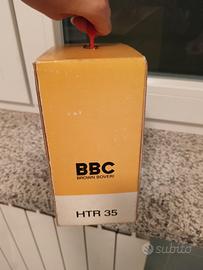 BBC
BROWN BOVERI
HTR 35
subito